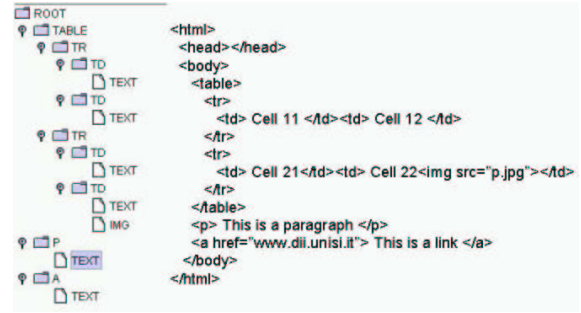 ROOT
TABLE
TR
TD
TEXT
TD
TEXT
TR
TD
TEXT
TD
TEXT
IMG
P
TEXT
A
TEXT
<html>
<head></head>
<body>
<table>
<tr>
<td> Cell 11 </td><td> Cell 12 </td>
</tr>
<tr>
<td> Cell 21</td><td> Cell 22<img src="p.jpg"></td>
</tr>
</table>
<p> This is a paragraph </p>
<a href="www.dii.unisi.it"> This is a link </a>
</body>
</html>